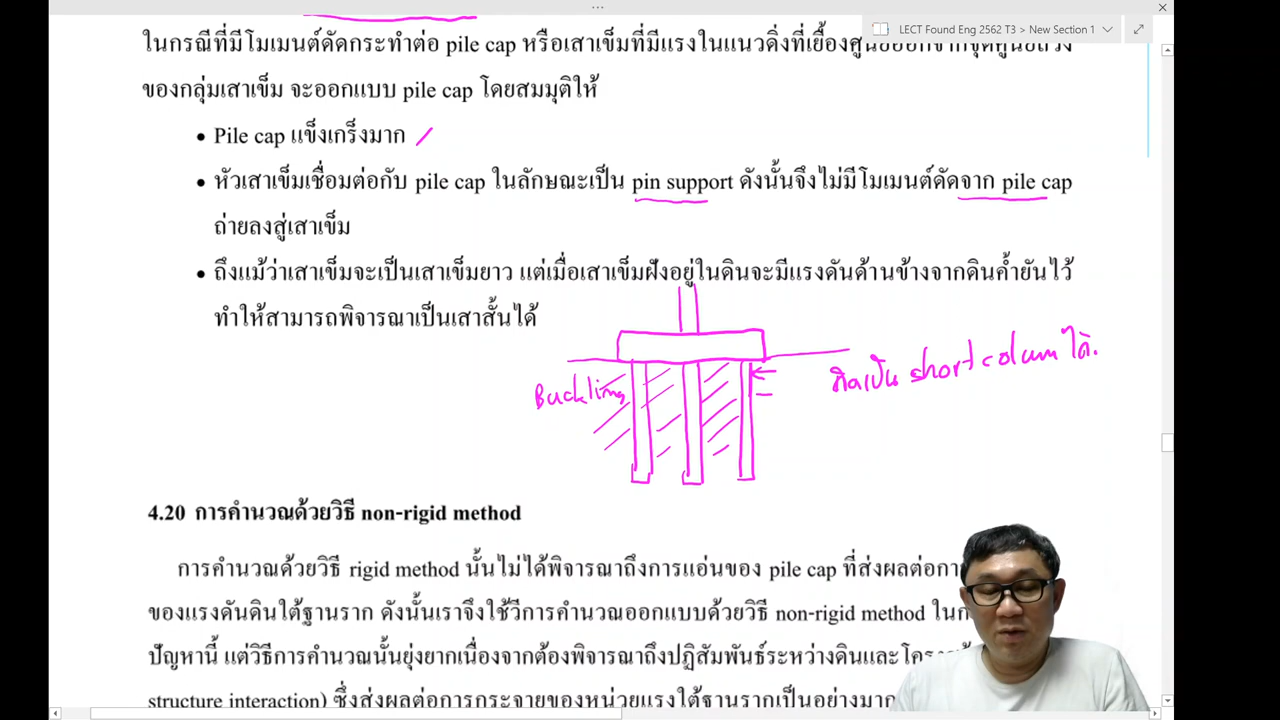 LECT Found Eng 2562 T3 > New Section 1
ในกรณีที่มีโมเมนต์ดัดกระทำต่อ pile cap หรือเสาเข็มที่มีแรงในแนวดิ่งที่เยื้องศูนย์ออกจากจุดศูนย์ถ่วง
ของกลุ่มเสาเข็ม จะออกแบบ pile cap โดยสมมุติให้
• Pile cap แข็งเกร็งมาก
• หัวเสาเข็มเชื่อมต่อกับ pile cap ในลักษณะเป็น pin support ดังนั้นจึงไม่มีโมเมนต์ดัดจาก pile cap
ถ่ายลงสู่เสาเข็ม
• ถึงแม้ว่าเสาเข็มจะเป็นเสาเข็มยาว แต่เมื่อเสาเข็มฝังอยู่ในดินจะมีแรงดันด้านข้างจากดินค้ำยันไว้
ทำให้สามารถพิจารณาเป็นเสาสั้นได้
Buckling
คิดเป็น short column ได้.
4.20 การคำนวณด้วยวิธี non-rigid method
การคำนวณด้วยวิธี rigid method นั้นไม่ได้พิจารณาถึงการแอ่นของ pile cap ที่ส่งผลต่อกา
ของแรงดันดินใต้ฐานราก ดังนั้นเราจึงใช้วีการคำนวณออกแบบด้วยวิธี non-rigid method ในก
ปัญหานี้ แต่วิธีการคำนวณนั้นยุ่งยากเนื่องจากต้องพิจารณาถึงปฏิสัมพันธ์ระหว่างดินและโครง
structure interaction) ซึ่งส่งผลต่อการกระจายของหน่วยแรงใต้ฐานรากเป็นอย่างมาก